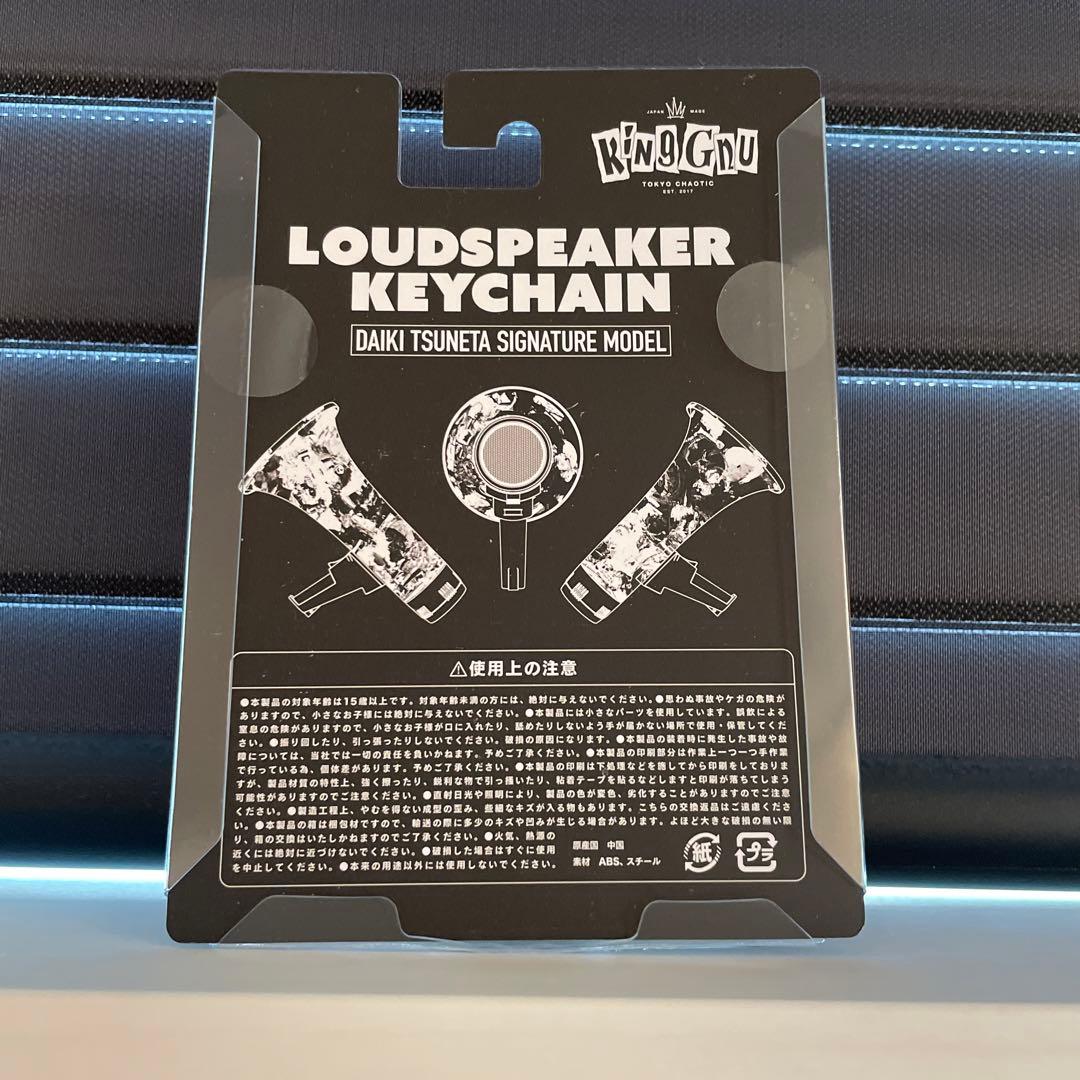 JAPAN MADE
King Gnu
TOKYO CHAOTIC
EST. 2017
LOUDSPEAKER
KEYCHAIN
DAIKI TSUNETA SIGNATURE MODEL
⚠使用上の注意
●本製品の対象年齢は15歳以上です。対象年齢未満の方には、絶対に与えないでください。●思わぬ事故やケガの危険が
ありますので、小さなお子様には絶対に与えないでください。●本製品には小さなパーツを使用しています。誤飲による
窒息の危険がありますので、小さなお子様が口に入れたり、舐めたりしないよう手が届かない場所で使用・保管してくだ
さい。●振り回したり、引っ張ったりしないでください。破損の原因になります。●本製品の装着時に発生した事故や故
障については、当社では一切の責任を負いかねます。予めご了承ください。●本製品の印刷部分は作業上一つ一つ手作業
で行っている為、個体差があります。予めご了承ください。●本製品の印刷は下処理などを施してから印刷をしておりま
すが、製品材質の特性上、強く擦ったり、鋭利な物で引っ掻いたり、粘着テープを貼るなどしますと印刷が落ちてしまう
可能性がありますのでご注意ください。●直射日光や照明により、製品の色が変色、劣化することがありますのでご注意
ください。●製造工程上、やむを得ない成型の歪み、些細なキズが入る物もあります。こちらの交換返品はご遠慮くださ
い。●本製品の箱は梱包材ですので、輸送の際に多少のキズや凹みが生じる場合があります。よほど大きな破損の無い限
り、箱の交換はいたしかねますのでご了承ください。●火気、熱源の
近くには絶対に近づけないでください。●破損した場合はすぐに使用
を中止してください。●本来の用途以外には使用しないでください。
原産国 中国
素材 ABS、スチール
紙
プラ